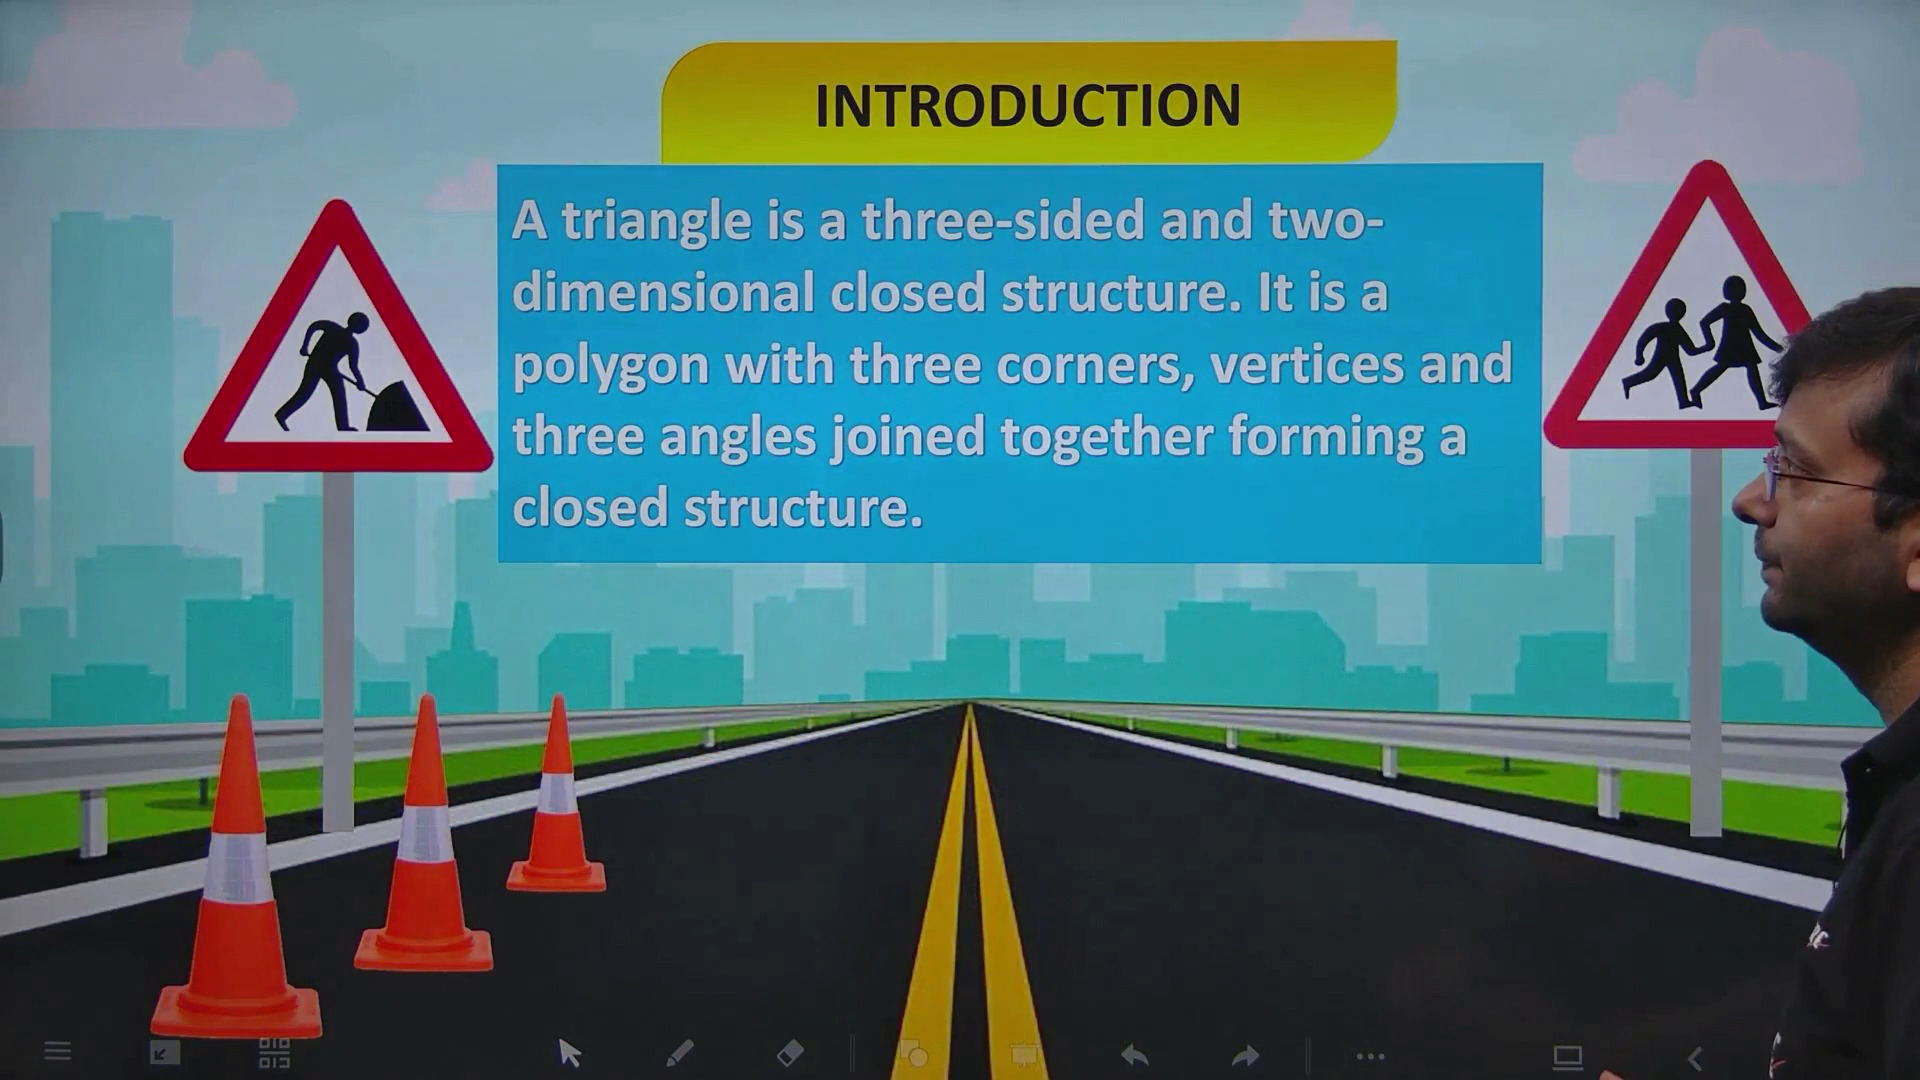 INTRODUCTION
A triangle is a three-sided and two-
dimensional closed structure. It is a
polygon with three corners, vertices and
three angles joined together forming a
closed structure.